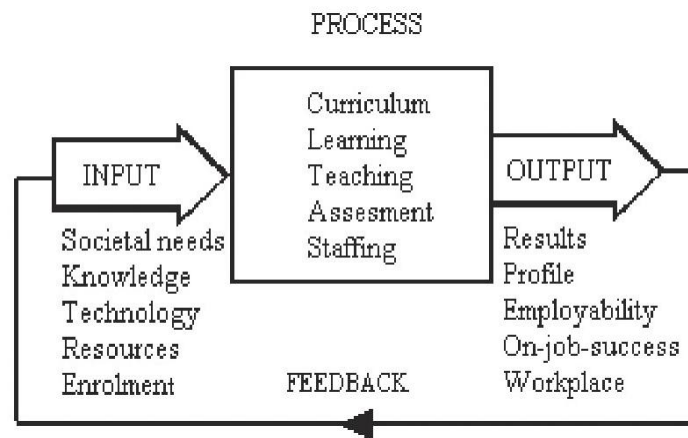 PROCESS
Curriculum
Learning
Teaching
Assesment
Staffing
INPUT
Societal needs
Knowledge
Technology
Resources
Enrolment
OUTPUT
Results
Profile
Employability
On-job-success
Workplace
FEEDBACK